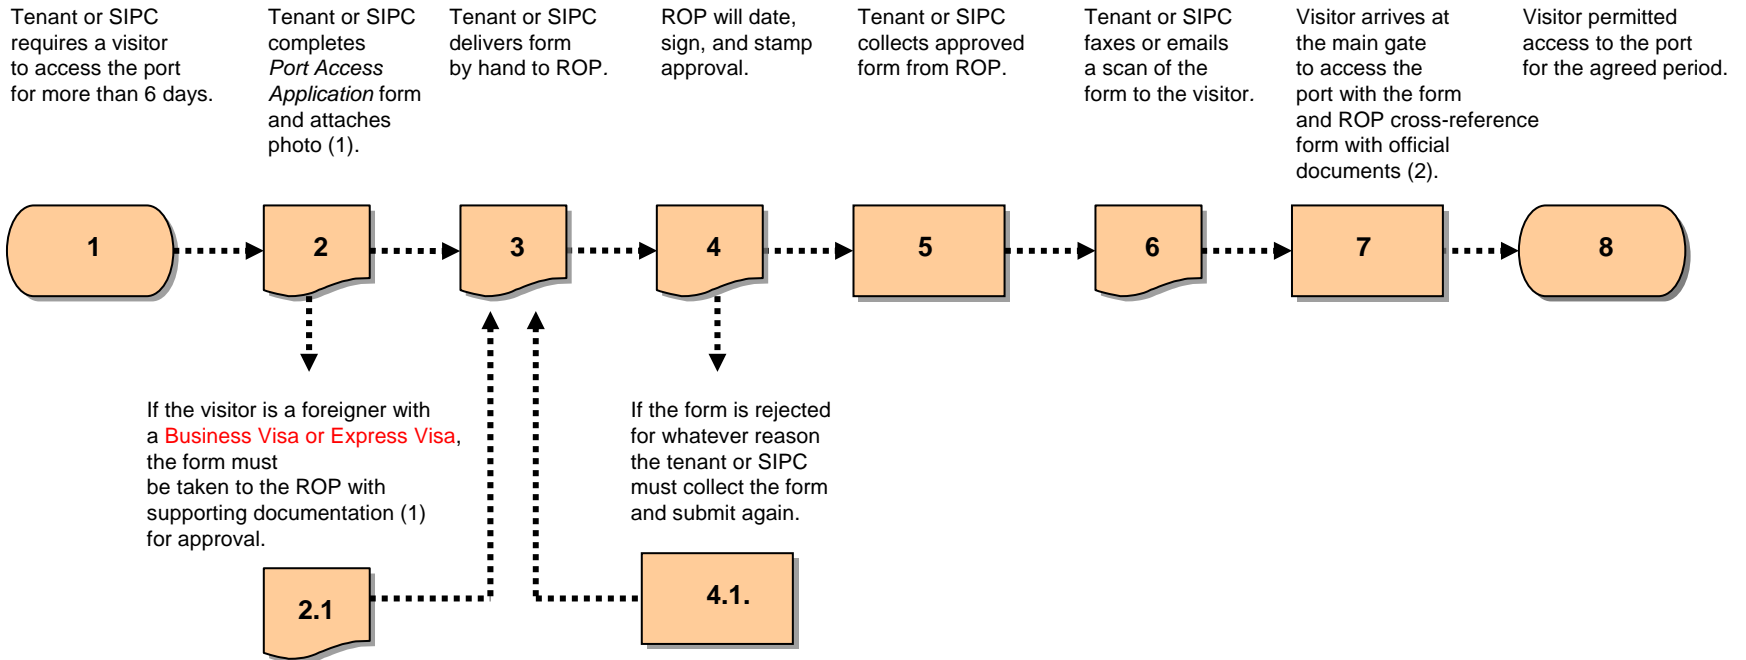 Tenant or SIPC
requires a visitor
to access the port
for more than 6 days.
Tenant or SIPC
completes
Port Access
Application form
and attaches
photo (1).
Tenant or SIPC
delivers form
by hand to ROP.
ROP will date,
sign, and stamp
approval.
Tenant or SIPC
collects approved
form from ROP.
Tenant or SIPC
faxes or emails
a scan of the
form to the visitor.
Visitor arrives at
the main gate
to access the
port with the form
and ROP cross-reference
form with official
documents (2).
Visitor permitted
access to the port
for the agreed period.
1
2
3
4
5
6
7
8
If the visitor is a foreigner with
a Business Visa or Express Visa,
the form must
be taken to the ROP with
supporting documentation (1)
for approval.
If the form is rejected
for whatever reason
the tenant or SIPC
must collect the form
and submit again.
2.1
4.1.